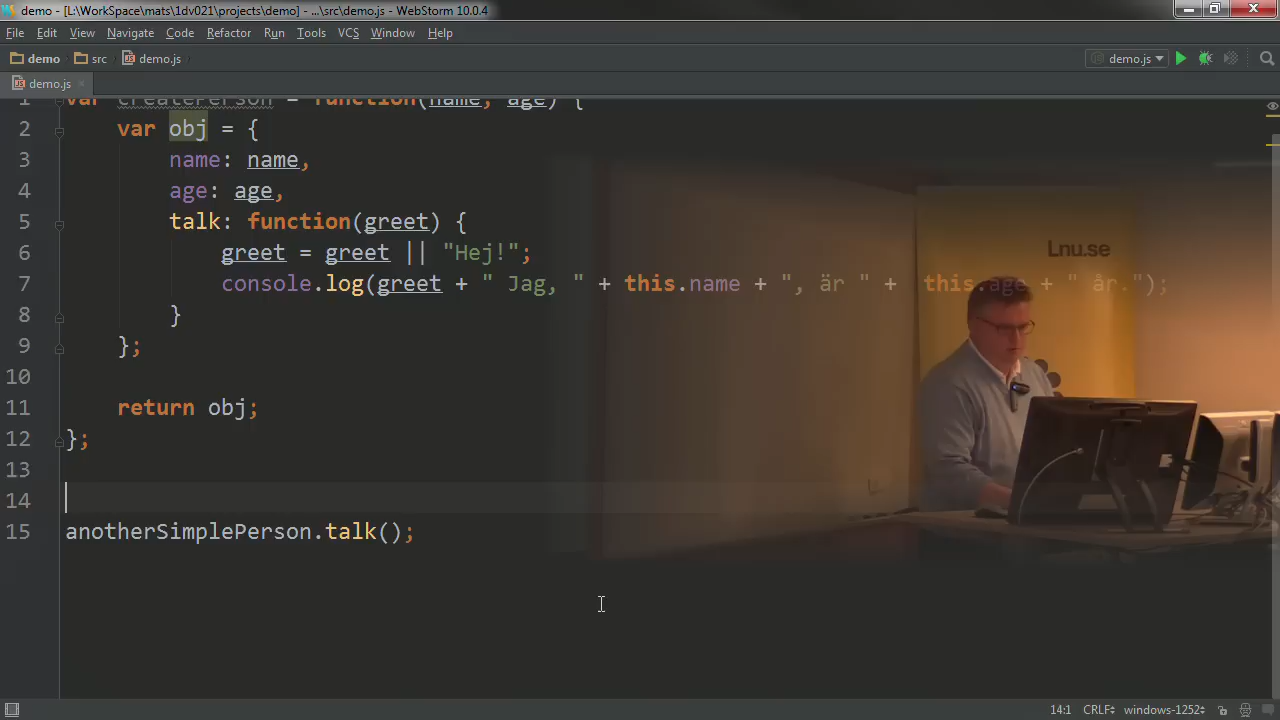 demo - [L:\WorkSpace\mats\1dv021\projects\demo] - ...\src\demo.js - WebStorm 10.0.4
File Edit View Navigate Code Refactor Run Tools VCS Window Help
demo src demo.js demo.js
demo.js
1 var createPerson = function(name, age) {
2 var obj = {
3 name: name,
4 age: age,
5 talk: function(greet) {
6 greet = greet || "Hej!";
7 console.log(greet + " Jag, " + this.name + ", är " + this.age + " år.");
8 }
9 };
10
11 return obj;
12 };
13
14
15 anotherSimplePerson.talk();
Lnu.se
14:1 CRLF windows-1252